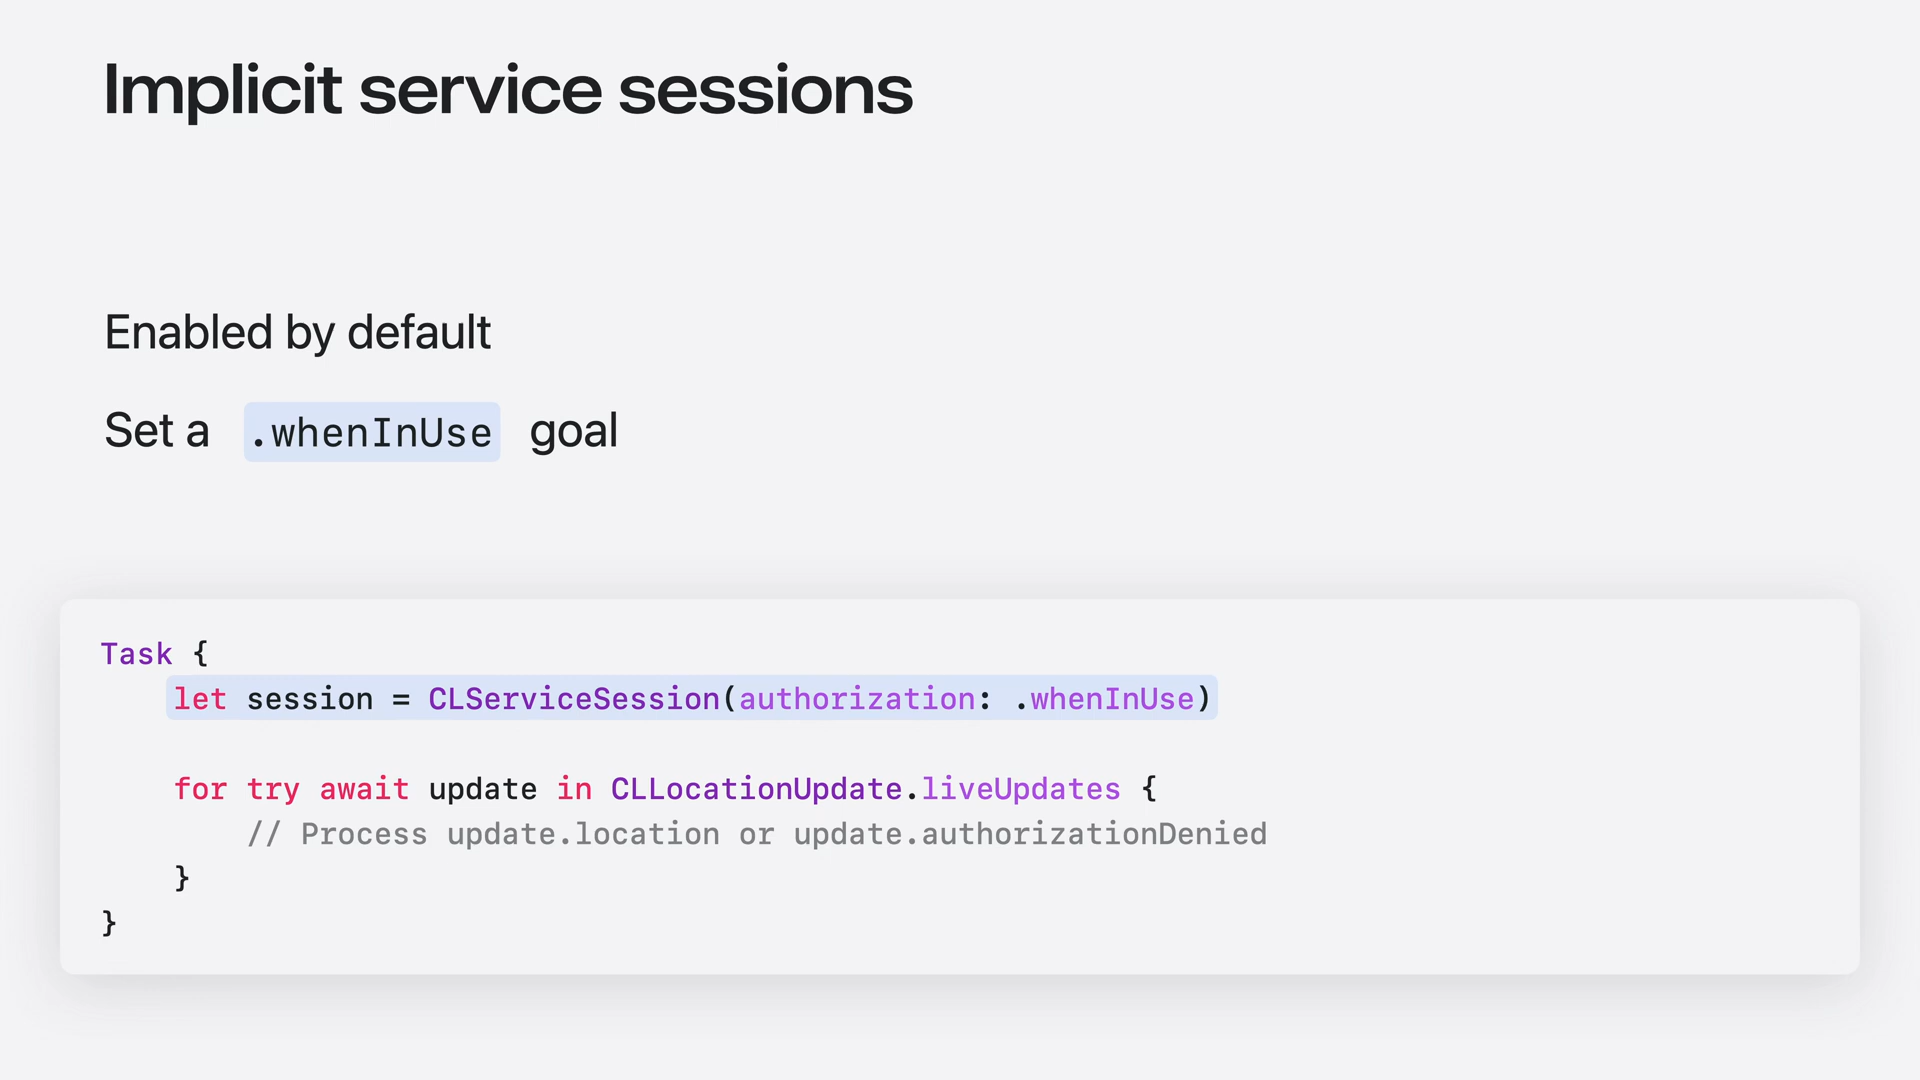 Implicit service sessions
Enabled by default
Set a .whenInUse goal
Task {
    let session = CLServiceSession(authorization: .whenInUse)

    for try await update in CLLocationUpdate.liveUpdates {
        // Process update.location or update.authorizationDenied
    }
}